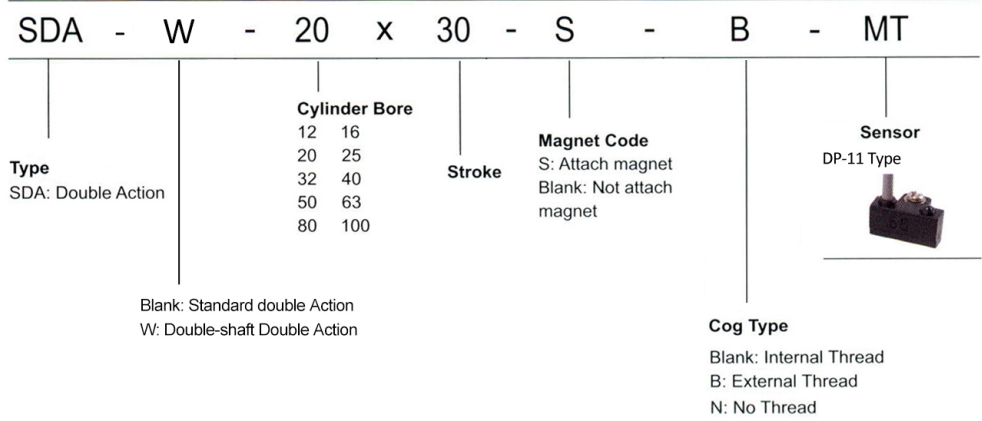 SDA - W - 20 x 30 - S - B - MT
Type
SDA: Double Action
Blank: Standard double Action
W: Double-shaft Double Action
Cylinder Bore
12 16
20 25
32 40
50 63
80 100
Stroke
Magnet Code
S: Attach magnet
Blank: Not attach
magnet
Cog Type
Blank: Internal Thread
B: External Thread
N: No Thread
Sensor
DP-11 Type